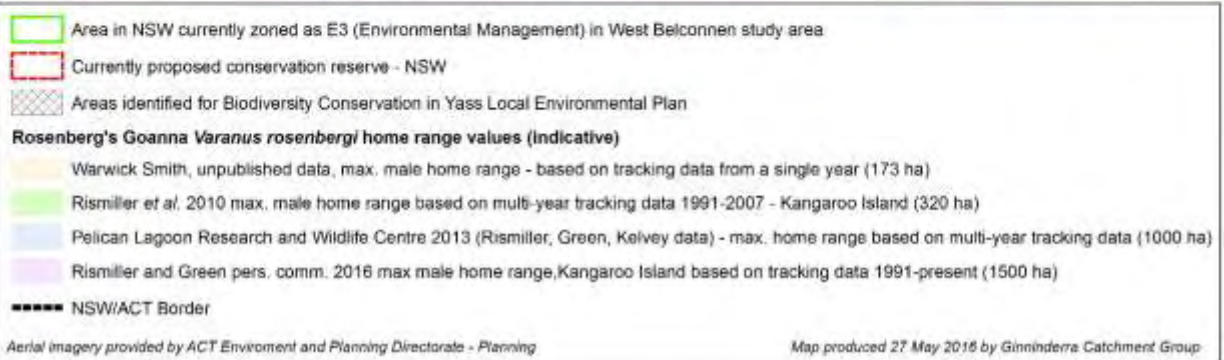 Area in NSW currently zoned as E3 (Environmental Management) in West Belconnen study area
Currently proposed conservation reserve - NSW
Areas identified for Biodiversity Conservation in Yass Local Environmental Plan
Rosenberg's Goanna Varanus rosenbergi home range values (indicative)
Warwick Smith, unpublished data, max. male home range - based on tracking data from a single year (173 ha)
Rismiller et al. 2010 max. male home range based on multi-year tracking data 1991-2007 - Kangaroo Island (320 ha)
Pelican Lagoon Research and Wildlife Centre 2013 (Rismiller, Green, Kelvey data) - max. home range based on multi-year tracking data (1000 ha)
Rismiller and Green pers. comm. 2016 max male home range,Kangaroo Island based on tracking data 1991-present (1500 ha)
NSW/ACT Border
Aerial imagery provided by ACT Enviroment and Planning Directorate - Planning
Map produced 27 May 2016 by Ginninderra Catchment Group